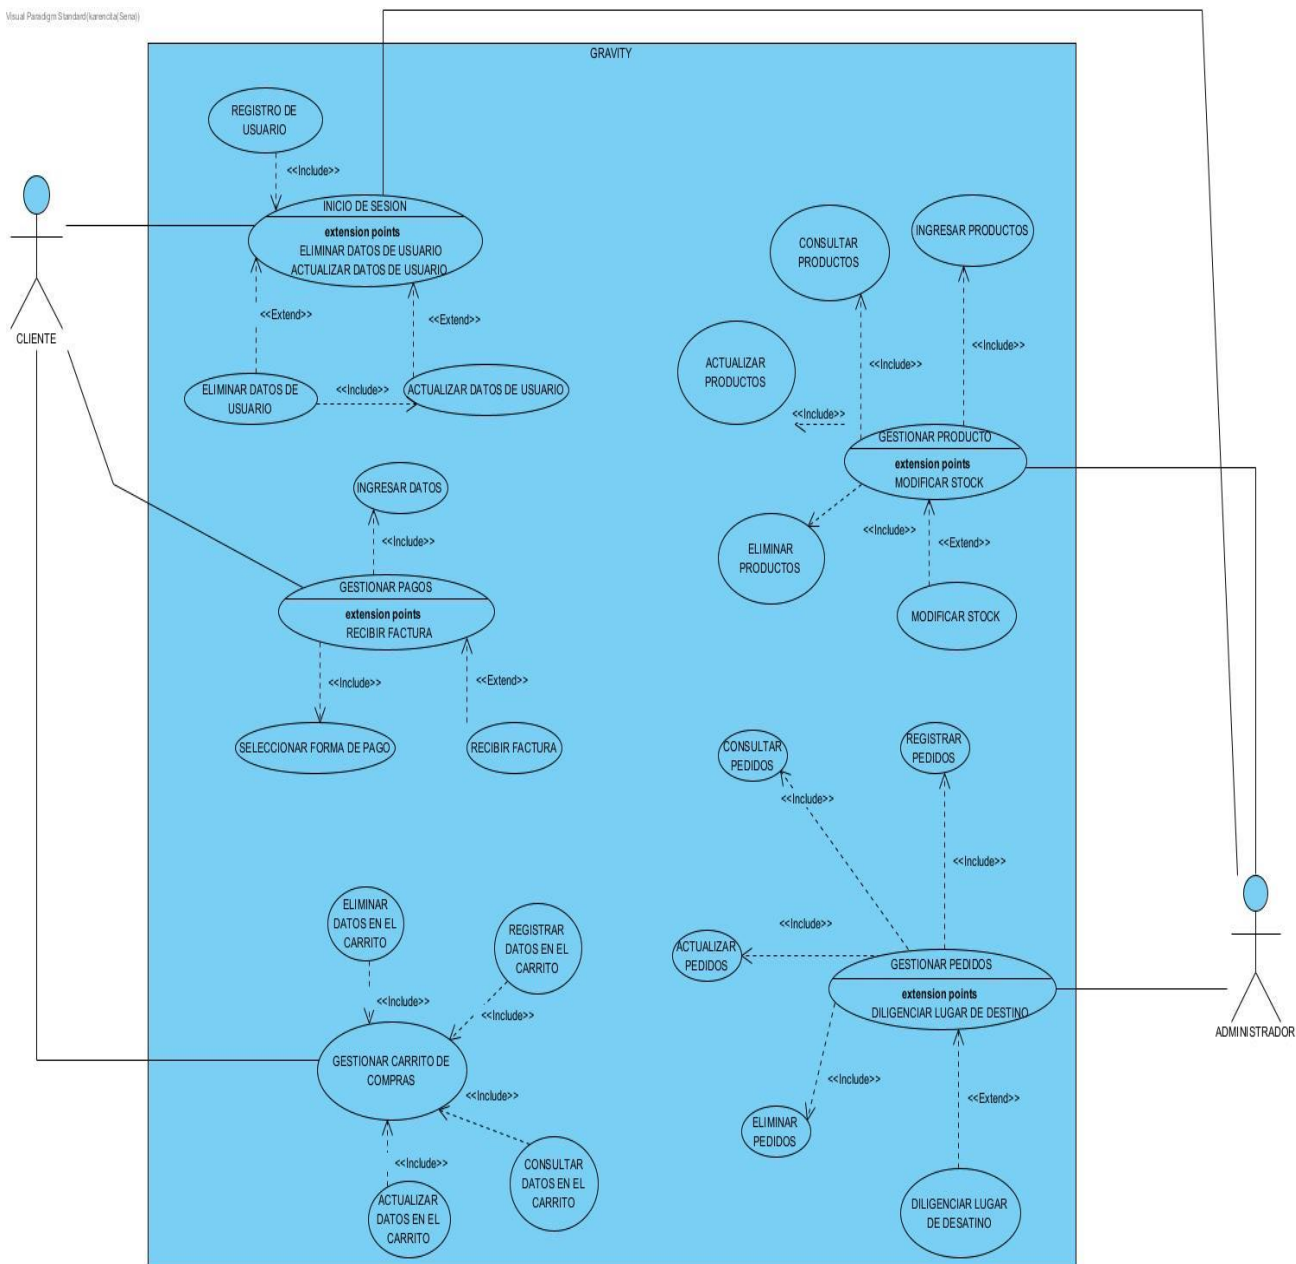 Visual Paradigm Standard(karencita(Sena))
GRAVITY
REGISTRO DE
USUARIO
<<Include>>
INICIO DE SESION
extension points
ELIMINAR DATOS DE USUARIO
ACTUALIZAR DATOS DE USUARIO
<<Extend>>
<<Extend>>
CLIENTE
ELIMINAR DATOS DE
USUARIO
<<Include>>
ACTUALIZAR DATOS DE USUARIO
CONSULTAR
PRODUCTOS
INGRESAR PRODUCTOS
ACTUALIZAR
PRODUCTOS
<<Include>>
<<Include>>
<<Include>>
GESTIONAR PRODUCTO
extension points
MODIFICAR STOCK
<<Include>>
<<Extend>>
ELIMINAR
PRODUCTOS
MODIFICAR STOCK
INGRESAR DATOS
<<Include>>
GESTIONAR PAGOS
extension points
RECIBIR FACTURA
<<Include>>
<<Extend>>
SELECCIONAR FORMA DE PAGO
RECIBIR FACTURA
CONSULTAR
PEDIDOS
REGISTRAR
PEDIDOS
<<Include>>
<<Include>>
<<Include>>
ACTUALIZAR
PEDIDOS
GESTIONAR PEDIDOS
extension points
DILIGENCIAR LUGAR DE DESTINO
ADMINISTRADOR
<<Include>>
<<Extend>>
ELIMINAR
PEDIDOS
DILIGENCIAR LUGAR
DE DESATINO
ELIMINAR
DATOS EN EL
CARRITO
REGISTRAR
DATOS EN EL
CARRITO
<<Include>>
<<Include>>
GESTIONAR CARRITO DE
COMPRAS
<<Include>>
<<Include>>
CONSULTAR
DATOS EN EL
CARRITO
ACTUALIZAR
DATOS EN EL
CARRITO